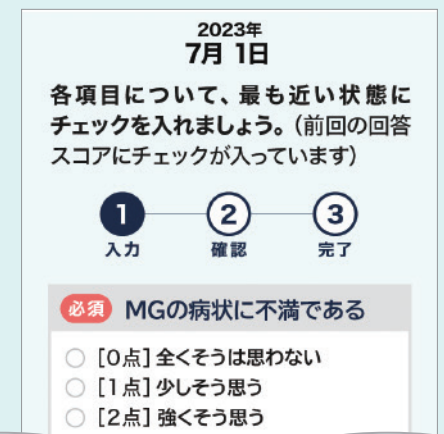 2023年
7月 1日
各項目について、最も近い状態に
チェックを入れましょう。(前回の回答
スコアにチェックが入っています)
1 2 3
入力 確認 完了
必須 MGの病状に不満である
[0点] 全くそうは思わない
[1点] 少しそう思う
[2点] 強くそう思う